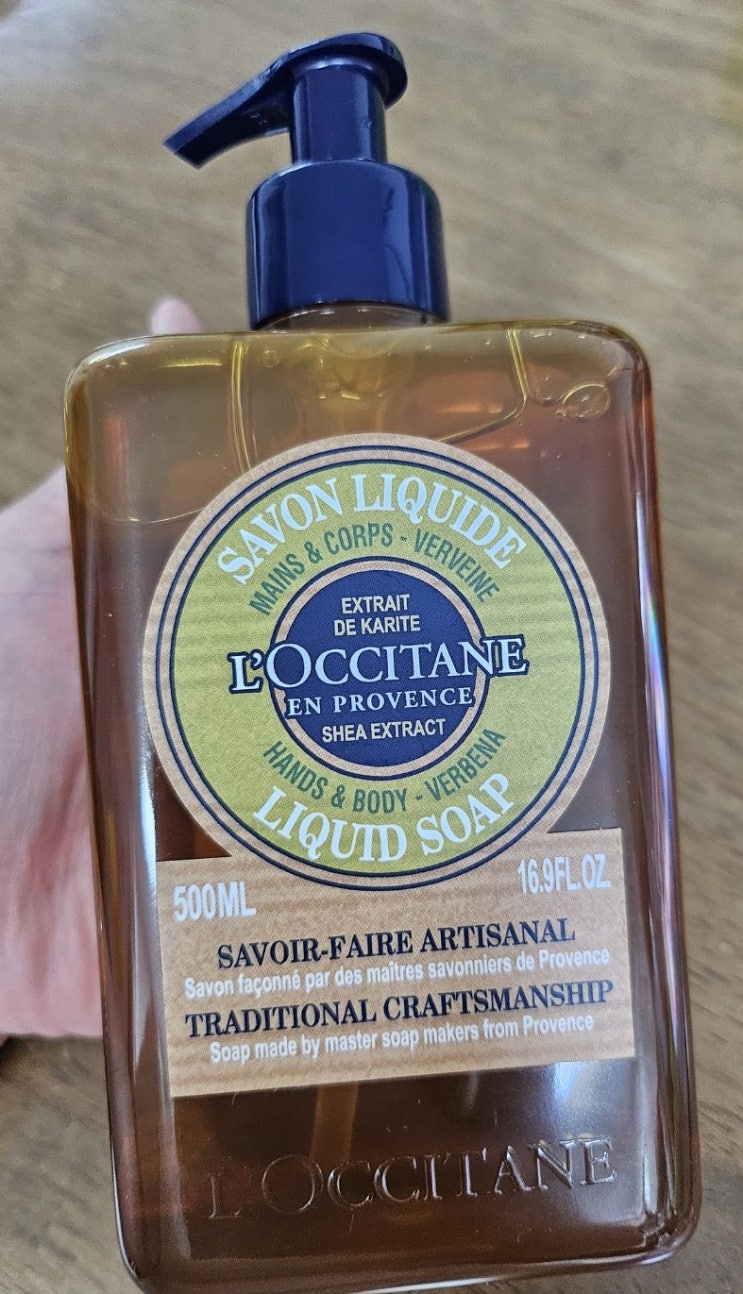 SAVON LIQUIDE
MAINS & CORPS - VERVEINE
EXTRAIT
DE KARITE
L'OCCITANE
EN PROVENCE
SHEA EXTRACT
HANDS & BODY - VERBENA
LIQUID SOAP
500ML
16.9FL.OZ.
SAVOIR-FAIRE ARTISANAL
Savon façonné par des maîtres savonniers de Provence
TRADITIONAL CRAFTSMANSHIP
Soap made by master soap makers from Provence
L'OCCITANE